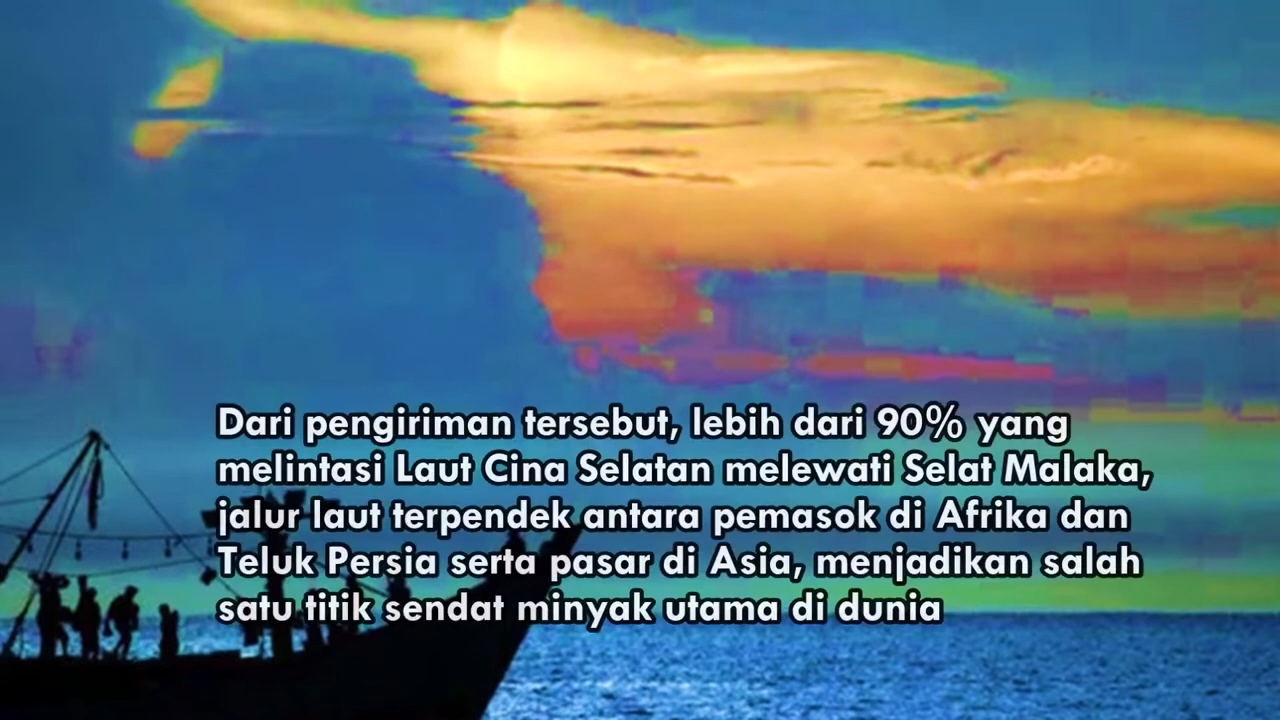 Dari pengiriman tersebut, lebih dari 90% yang
melintasi Laut Cina Selatan melewati Selat Malaka,
jalur laut terpendek antara pemasok di Afrika dan
Teluk Persia serta pasar di Asia, menjadikan salah
satu titik sendat minyak utama di dunia